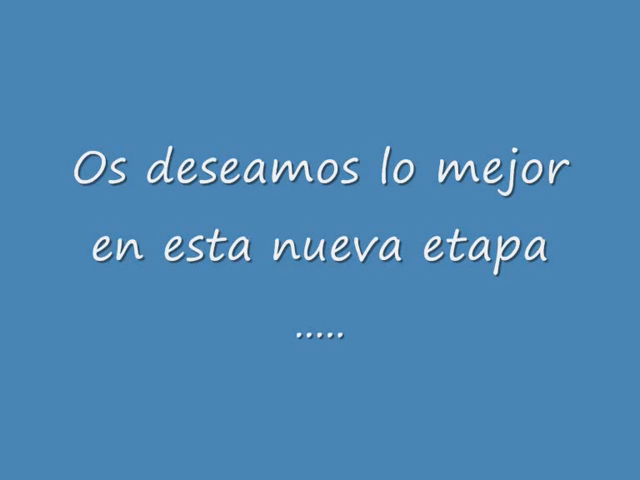 Os deseamos lo mejor
en esta nueva etapa
.....